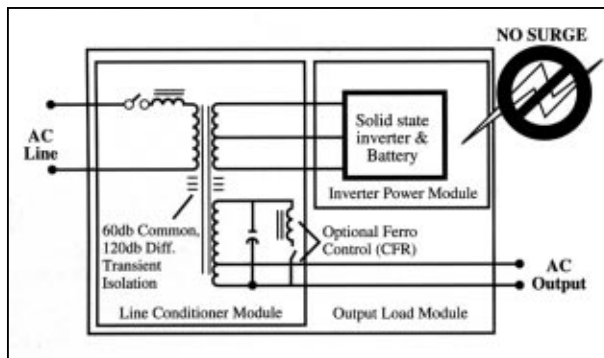 NO SURGE
AC
Line
Solid state
inverter &
Battery
Inverter Power Module
60db Common,
120db Diff.
Transient
Isolation
Optional Ferro
Control (CFR)
AC
Output
Line Conditioner Module
Output Load Module